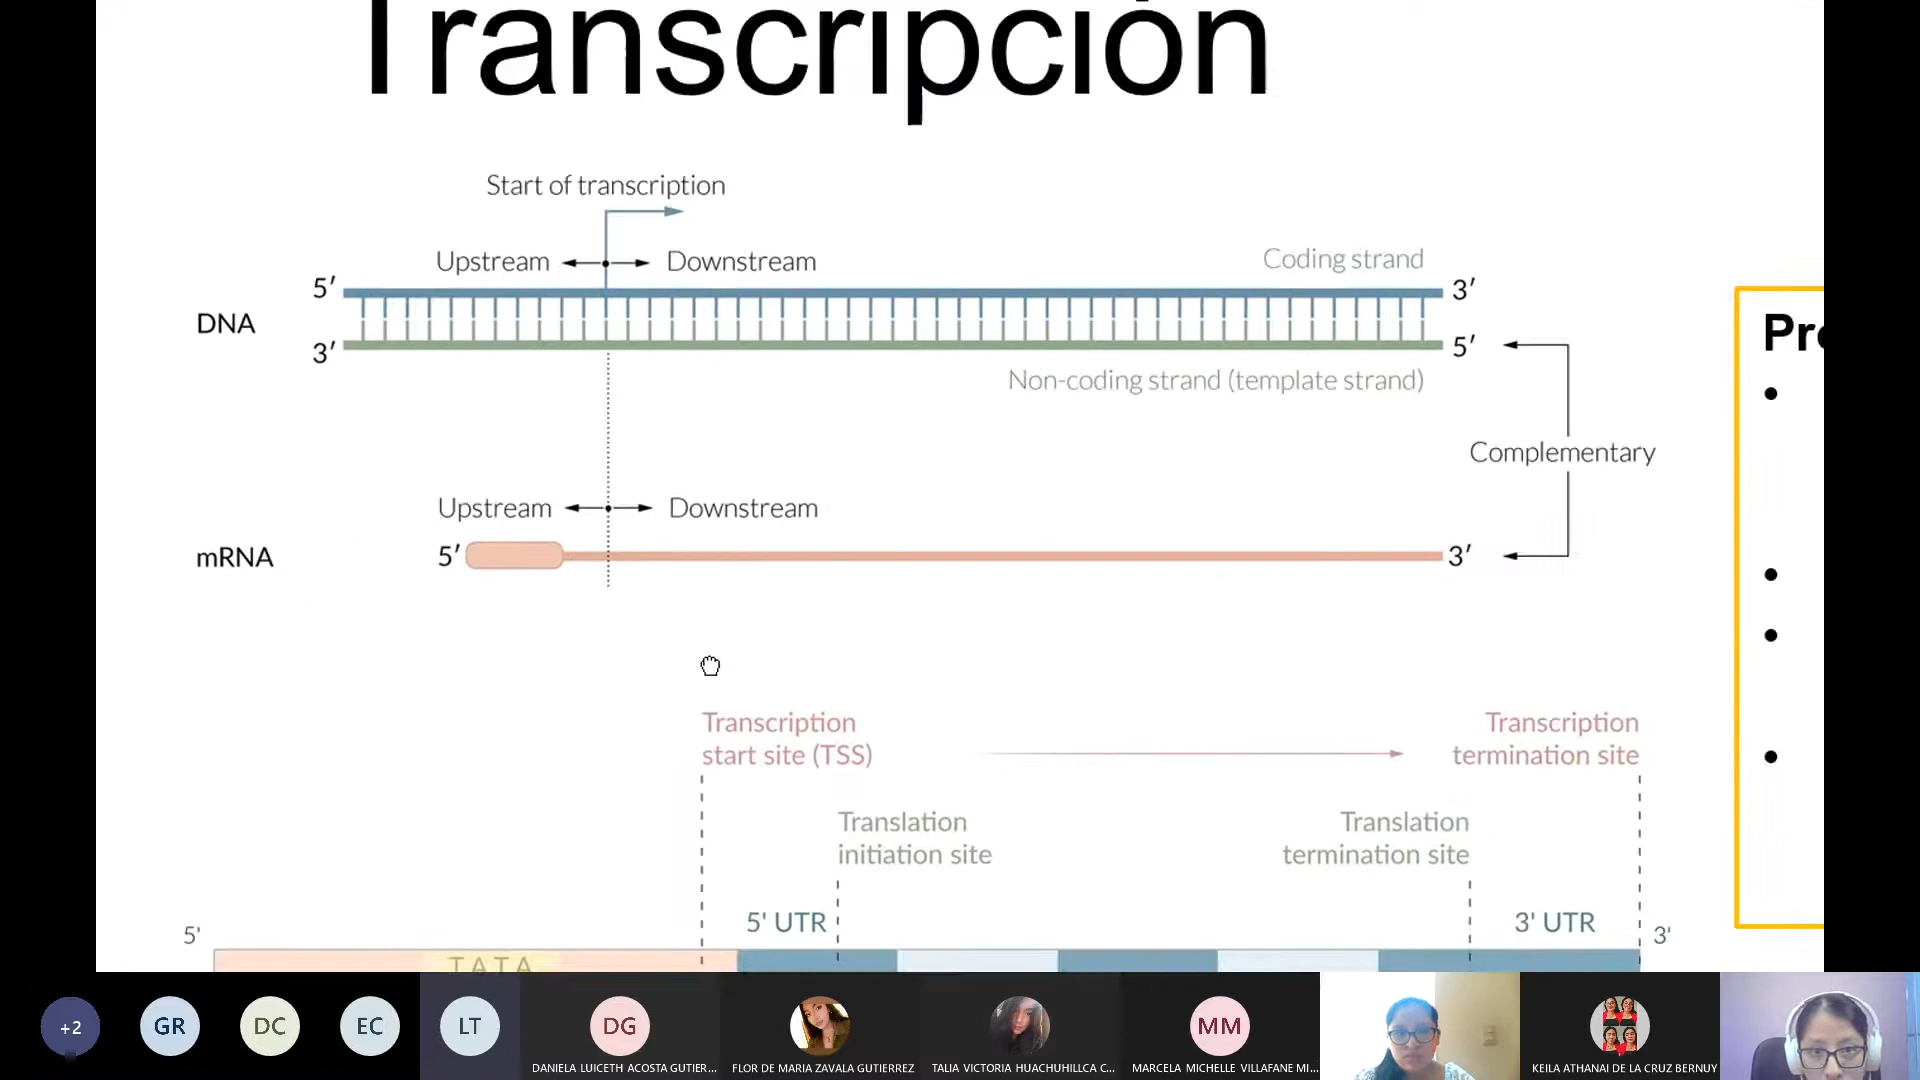 Transcripción
Start of transcription
Upstream
Downstream
Coding strand
5′
3′
DNA
3′
5′
Non-coding strand (template strand)
Complementary
Upstream
Downstream
mRNA
5′
3′
Transcription
start site (TSS)
Transcription
termination site
Translation
initiation site
Translation
termination site
5' UTR
3' UTR
5'
3'
TATA
+2
GR
DC
EC
LT
DG
MM
DANIELA LUICETH ACOSTA GUTIER...
FLOR DE MARIA ZAVALA GUTIERREZ
TALIA VICTORIA HUACHUHILLCA C...
MARCELA MICHELLE VILLAFANE MI...
KEILA ATHANAI DE LA CRUZ BERNUY